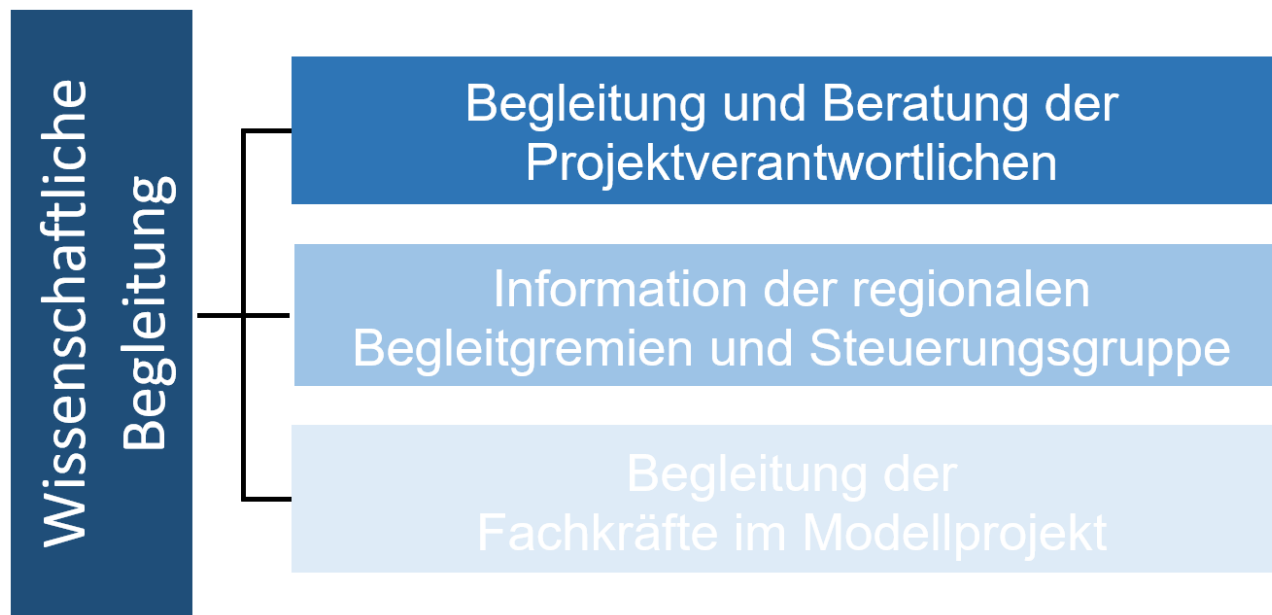 Wissenschaftliche
Begleitung
Begleitung und Beratung der
Projektverantwortlichen
Information der regionalen
Begleitgremien und Steuerungsgruppe
Begleitung der
Fachkräfte im Modellprojekt